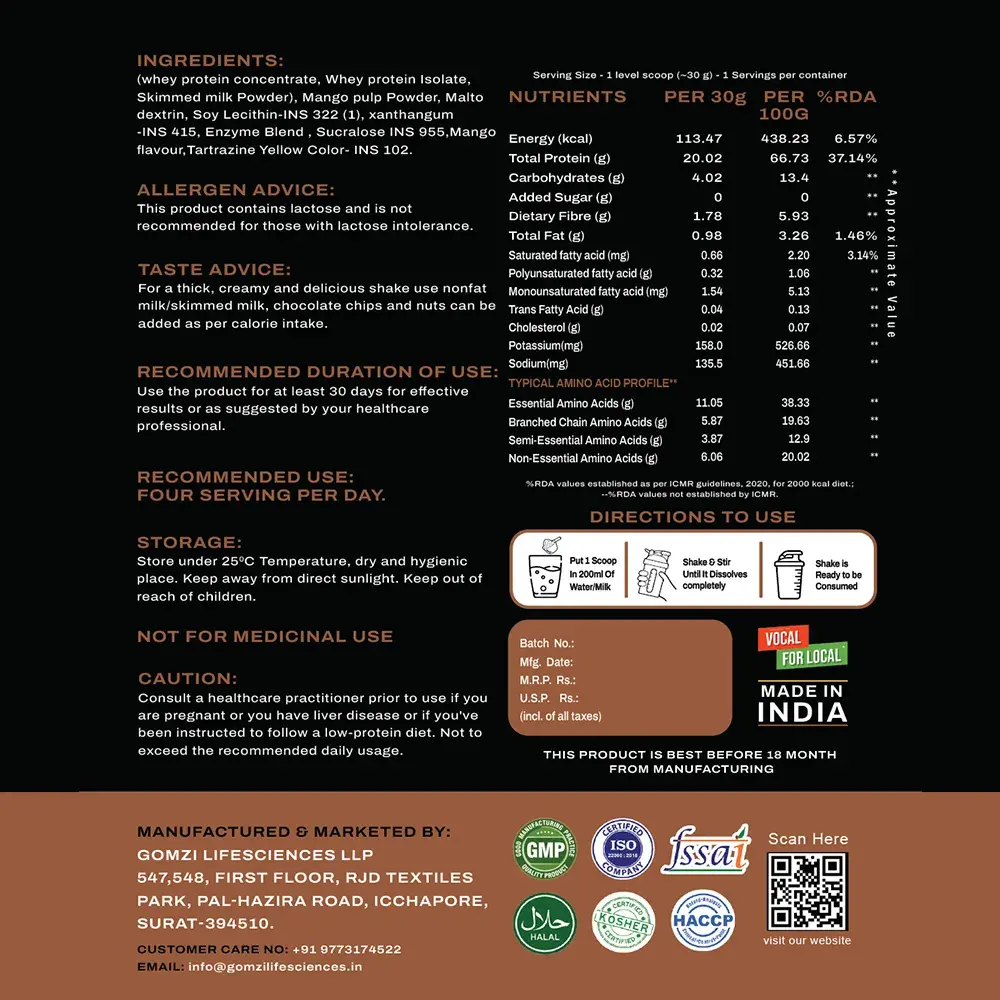 INGREDIENTS:
(whey protein concentrate, Whey protein Isolate,
Skimmed milk Powder), Mango pulp Powder, Malto
dextrin, Soy Lecithin-INS 322 (1), xanthangum
-INS 415, Enzyme Blend , Sucralose INS 955,Mango
flavour,Tartrazine Yellow Color- INS 102.
ALLERGEN ADVICE:
This product contains lactose and is not
recommended for those with lactose intolerance.
TASTE ADVICE:
For a thick, creamy and delicious shake use nonfat
milk/skimmed milk, chocolate chips and nuts can be
added as per calorie intake.
RECOMMENDED DURATION OF USE:
Use the product for at least 30 days for effective
results or as suggested by your healthcare
professional.
RECOMMENDED USE:
FOUR SERVING PER DAY.
STORAGE:
Store under 25ºC Temperature, dry and hygienic
place. Keep away from direct sunlight. Keep out of
reach of children.
NOT FOR MEDICINAL USE
CAUTION:
Consult a healthcare practitioner prior to use if you
are pregnant or you have liver disease or if you've
been instructed to follow a low-protein diet. Not to
exceed the recommended daily usage.
Serving Size - 1 level scoop (~30 g) - 1 Servings per container
NUTRIENTS PER 30g PER 100G %RDA
Energy (kcal) 113.47 438.23 6.57%
Total Protein (g) 20.02 66.73 37.14%
Carbohydrates (g) 4.02 13.4 **
Added Sugar (g) 0 0 **
Dietary Fibre (g) 1.78 5.93 **
Total Fat (g) 0.98 3.26 1.46%
Saturated fatty acid (mg) 0.66 2.20 3.14%
Polyunsaturated fatty acid (g) 0.32 1.06 **
Monounsaturated fatty acid (mg) 1.54 5.13 **
Trans Fatty Acid (g) 0.04 0.13 **
Cholesterol (g) 0.02 0.07 **
Potassium(mg) 158.0 526.66 **
Sodium(mg) 135.5 451.66 **
TYPICAL AMINO ACID PROFILE**
Essential Amino Acids (g) 11.05 38.33 **
Branched Chain Amino Acids (g) 5.87 19.63 **
Semi-Essential Amino Acids (g) 3.87 12.9 **
Non-Essential Amino Acids (g) 6.06 20.02 **
**Approximate Value
%RDA values established as per ICMR guidelines, 2020, for 2000 kcal diet.;
--%RDA values not established by ICMR.
DIRECTIONS TO USE
Put 1 Scoop
In 200ml Of
Water/Milk
Shake & Stir
Until It Dissolves
completely
Shake is
Ready to be
Consumed
Batch No.:
Mfg. Date:
M.R.P. Rs.:
U.S.P. Rs.:
(incl. of all taxes)
VOCAL
FOR LOCAL
MADE IN
INDIA
THIS PRODUCT IS BEST BEFORE 18 MONTH
FROM MANUFACTURING
MANUFACTURED & MARKETED BY:
GOMZI LIFESCIENCES LLP
547,548, FIRST FLOOR, RJD TEXTILES
PARK, PAL-HAZIRA ROAD, ICCHAPORE,
SURAT-394510.
CUSTOMER CARE NO: +91 9773174522
EMAIL: info@gomzilifesciences.in
GOOD MANUFACTURING PRACTICE
GMP
QUALITY PRODUCT
CERTIFIED
ISO
22000 : 2018
COMPANY
fssai
حلال
HALAL
CERTIFIED
KOSHER
CERTIFIED
HACCP
Scan Here
visit our website